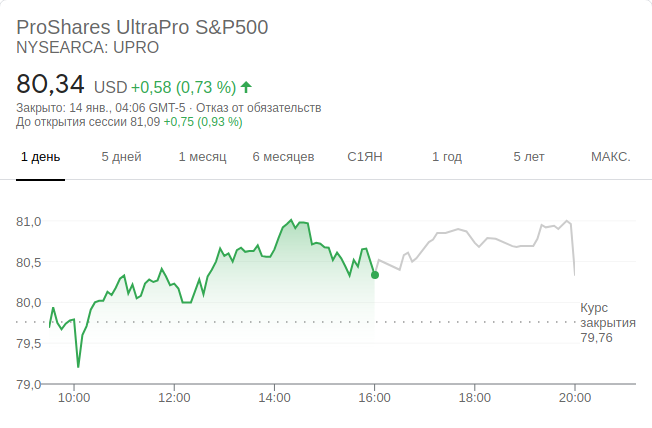 ProShares UltraPro S&P500
NYSEARCA: UPRO
80,34 USD +0,58 (0,73 %)
Закрыто: 14 янв., 04:06 GMT-5 · Отказ от обязательств
До открытия сессии 81,09 +0,75 (0,93 %)
1 день 5 дней 1 месяц 6 месяцев С1ЯН 1 год 5 лет МАКС.
81,0
80,5
80,0
Курс
закрытия
79,76
79,5
79,0
10:00 12:00 14:00 16:00 18:00 20:00